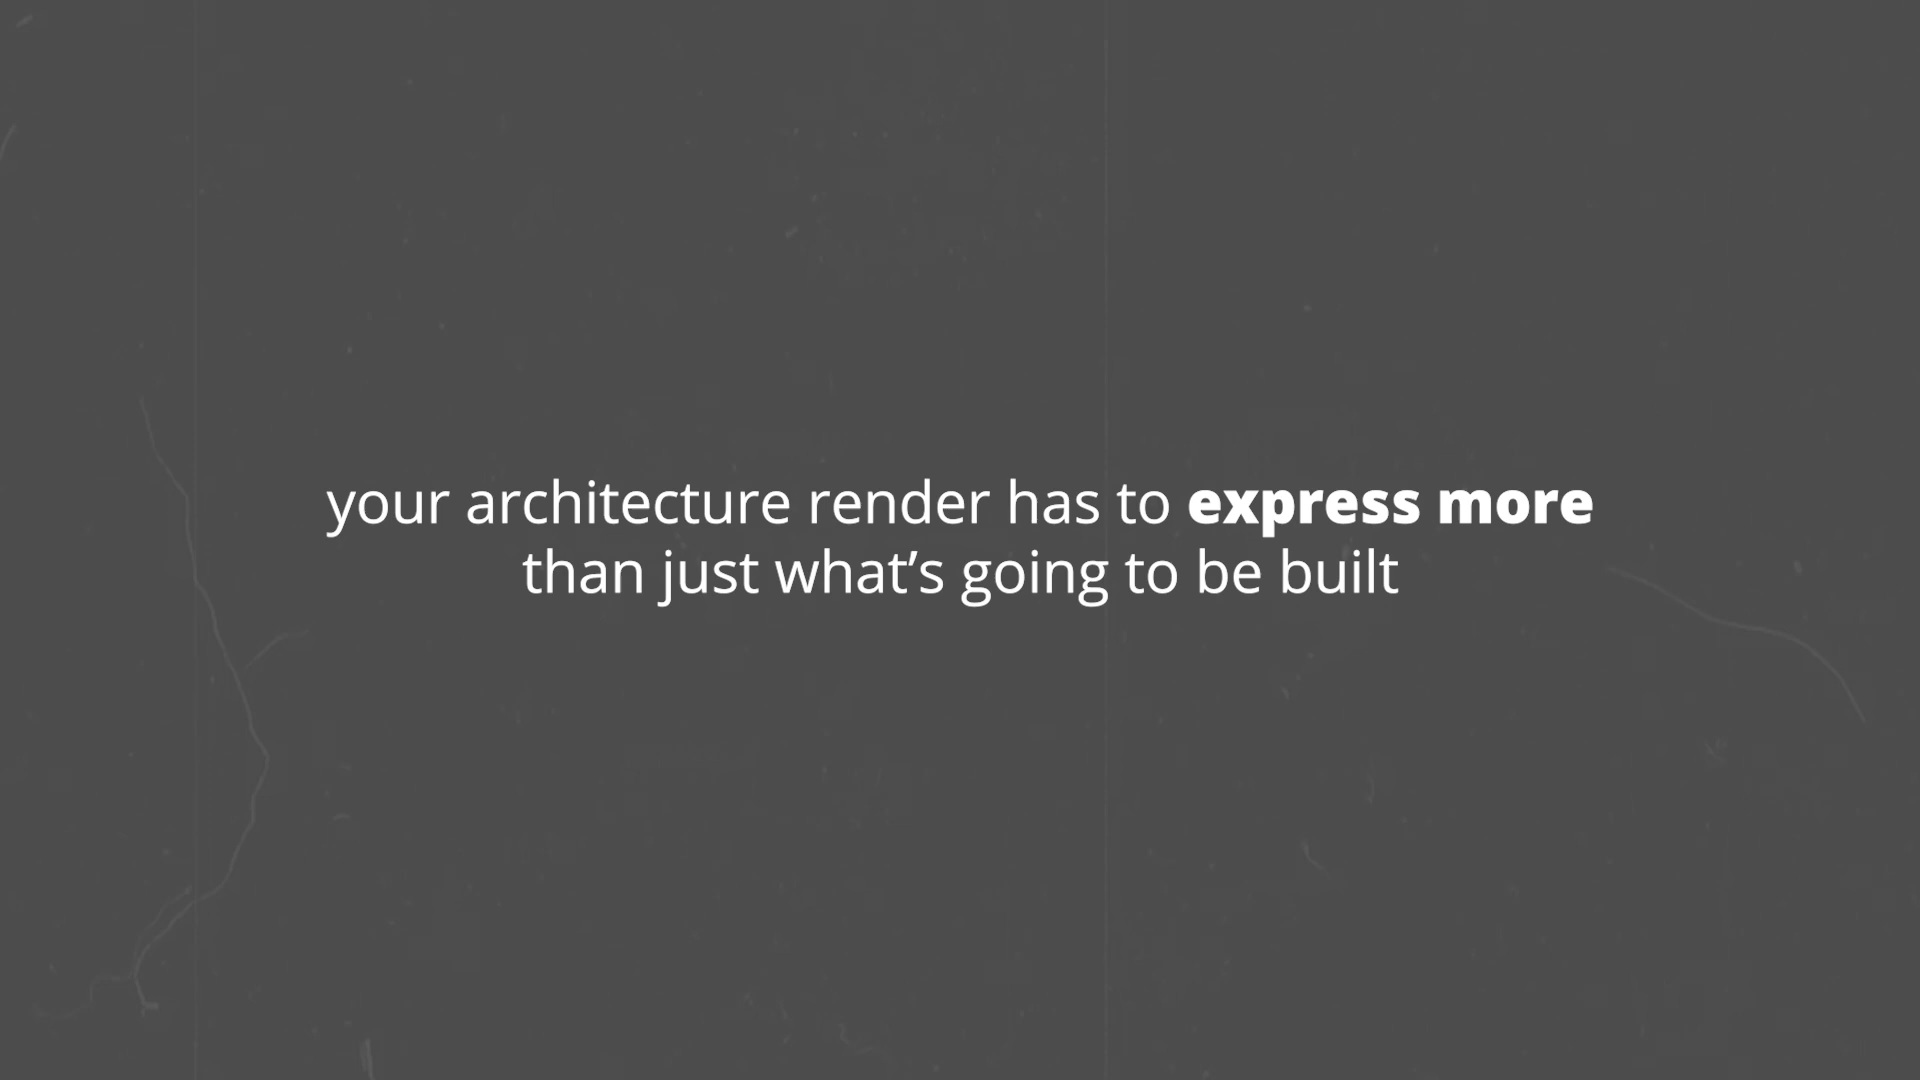 your architecture render has to express more
than just what’s going to be built